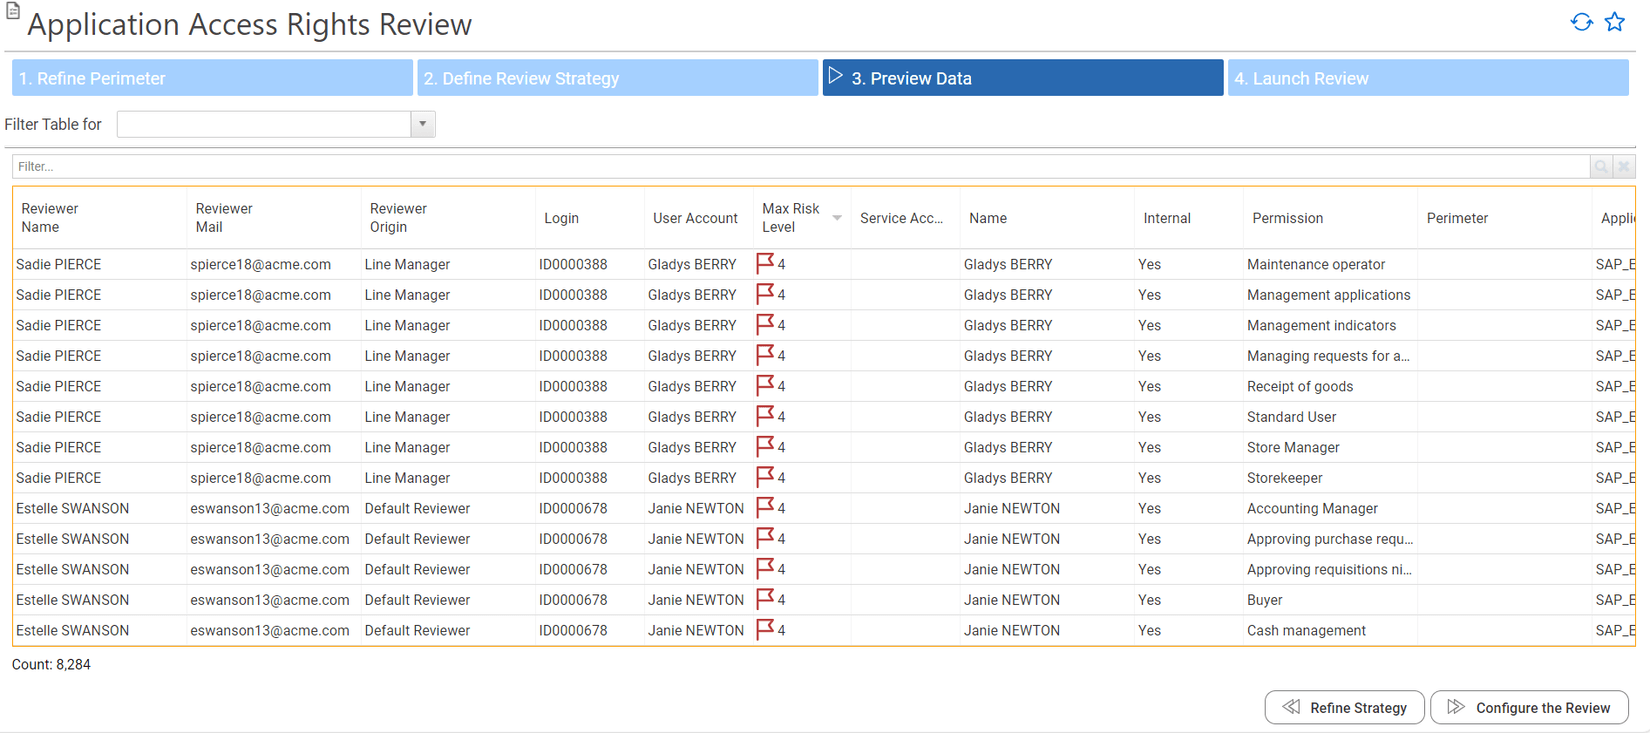 Application Access Rights Review
1. Refine Perimeter 2. Define Review Strategy 3. Preview Data 4. Launch Review
Filter Table for
Filter...
Reviewer Name Reviewer Mail Reviewer Origin Login User Account Max Risk Level Service Acc... Name Internal Permission Perimeter Applic
Sadie PIERCE spierce18@acme.com Line Manager ID0000388 Gladys BERRY 4 Gladys BERRY Yes Maintenance operator SAP_E
Sadie PIERCE spierce18@acme.com Line Manager ID0000388 Gladys BERRY 4 Gladys BERRY Yes Management applications SAP_E
Sadie PIERCE spierce18@acme.com Line Manager ID0000388 Gladys BERRY 4 Gladys BERRY Yes Management indicators SAP_E
Sadie PIERCE spierce18@acme.com Line Manager ID0000388 Gladys BERRY 4 Gladys BERRY Yes Managing requests for a... SAP_E
Sadie PIERCE spierce18@acme.com Line Manager ID0000388 Gladys BERRY 4 Gladys BERRY Yes Receipt of goods SAP_E
Sadie PIERCE spierce18@acme.com Line Manager ID0000388 Gladys BERRY 4 Gladys BERRY Yes Standard User SAP_E
Sadie PIERCE spierce18@acme.com Line Manager ID0000388 Gladys BERRY 4 Gladys BERRY Yes Store Manager SAP_E
Sadie PIERCE spierce18@acme.com Line Manager ID0000388 Gladys BERRY 4 Gladys BERRY Yes Storekeeper SAP_E
Estelle SWANSON eswanson13@acme.com Default Reviewer ID0000678 Janie NEWTON 4 Janie NEWTON Yes Accounting Manager SAP_E
Estelle SWANSON eswanson13@acme.com Default Reviewer ID0000678 Janie NEWTON 4 Janie NEWTON Yes Approving purchase requ... SAP_E
Estelle SWANSON eswanson13@acme.com Default Reviewer ID0000678 Janie NEWTON 4 Janie NEWTON Yes Approving requisitions ni... SAP_E
Estelle SWANSON eswanson13@acme.com Default Reviewer ID0000678 Janie NEWTON 4 Janie NEWTON Yes Buyer SAP_E
Estelle SWANSON eswanson13@acme.com Default Reviewer ID0000678 Janie NEWTON 4 Janie NEWTON Yes Cash management SAP_E
Count: 8,284
Refine Strategy Configure the Review